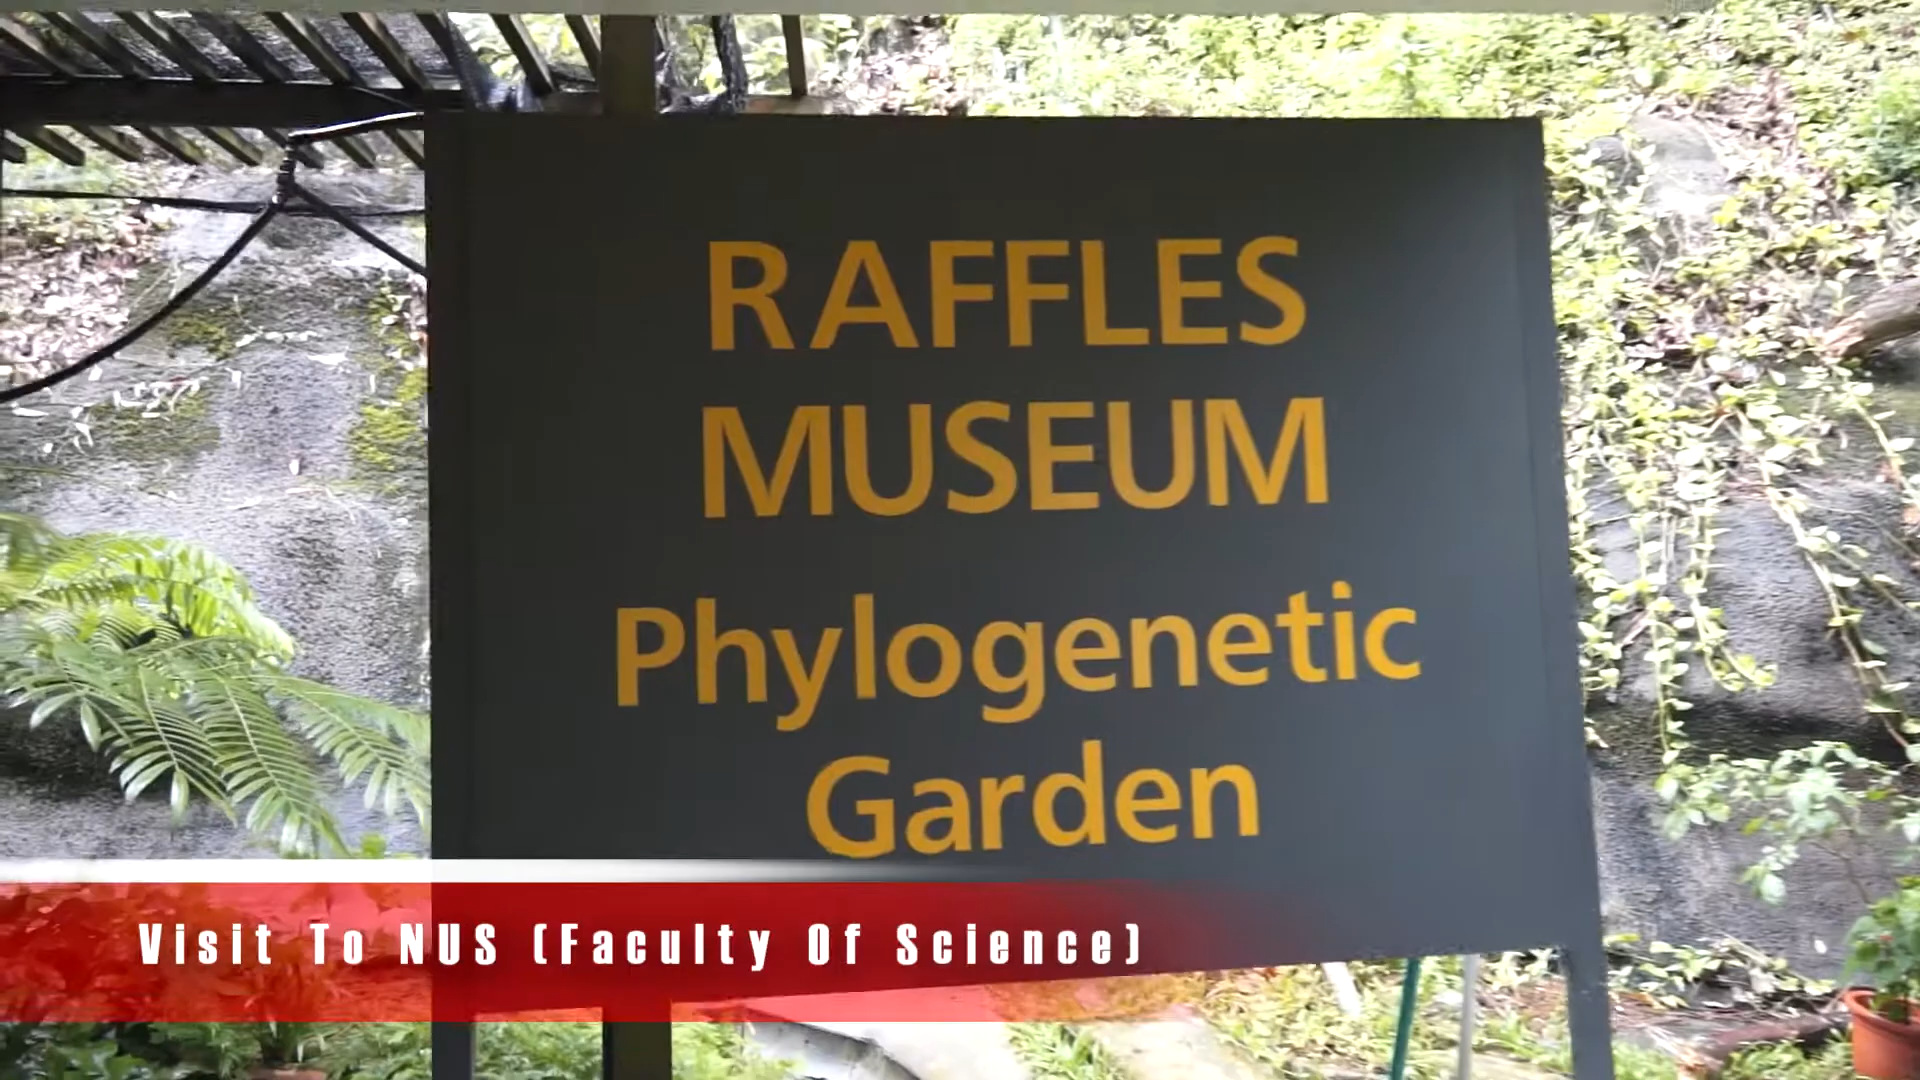 RAFFLES
MUSEUM
Phylogenetic
Garden
Visit To NUS (Faculty Of Science)